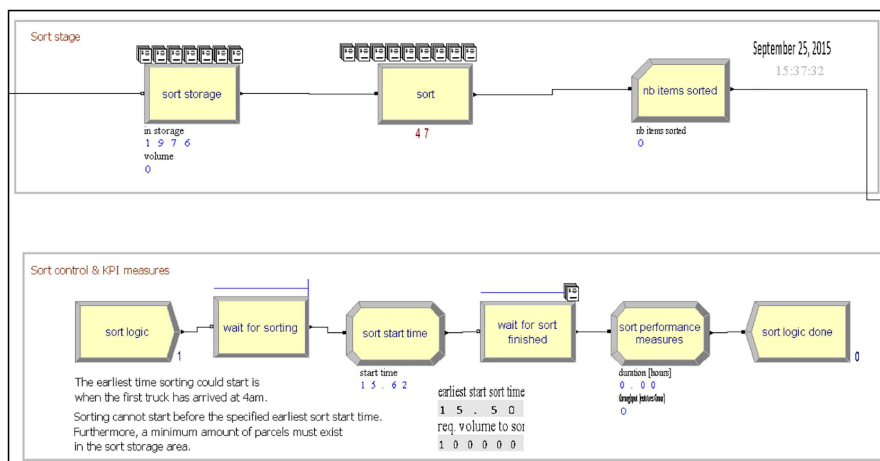 Sort stage
September 25, 2015
15:37:32
sort storage
sort
nb items sorted
in storage
1 9 7 6
volume
0
4 7
nb items sorted
0
Sort control & KPI measures
sort logic
1
wait for sorting
sort start time
start time
1 5 . 6 2
wait for sort
finished
sort performance
measures
duration [hours]
0 . 0 0
0
sort logic done
0
The earliest time sorting could start is
when the first truck has arrived at 4am.
Sorting cannot start before the specified earliest sort start time.
Furthermore, a minimum amount of parcels must exist
in the sort storage area.
earliest start sort time
1 5 . 5 0
req. volume to sor
1 0 0 0 0 0